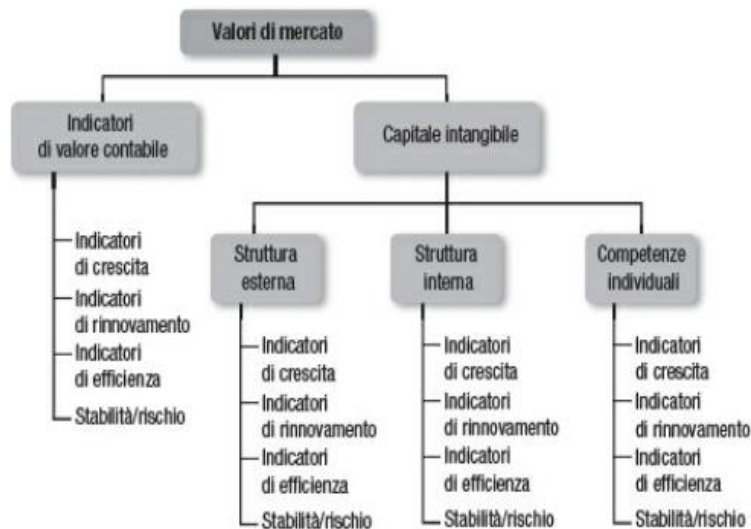 Valori di mercato
Indicatori
di valore contabile
Capitale intangibile
Indicatori
di crescita
Indicatori
di rinnovamento
Indicatori
di efficienza
Stabilità/rischio
Struttura
esterna
Indicatori
di crescita
Indicatori
di rinnovamento
Indicatori
di efficienza
Stabilità/rischio
Struttura
interna
Indicatori
di crescita
Indicatori
di rinnovamento
Indicatori
di efficienza
Stabilità/rischio
Competenze
individuali
Indicatori
di crescita
Indicatori
di rinnovamento
Indicatori
di efficienza
Stabilità/rischio